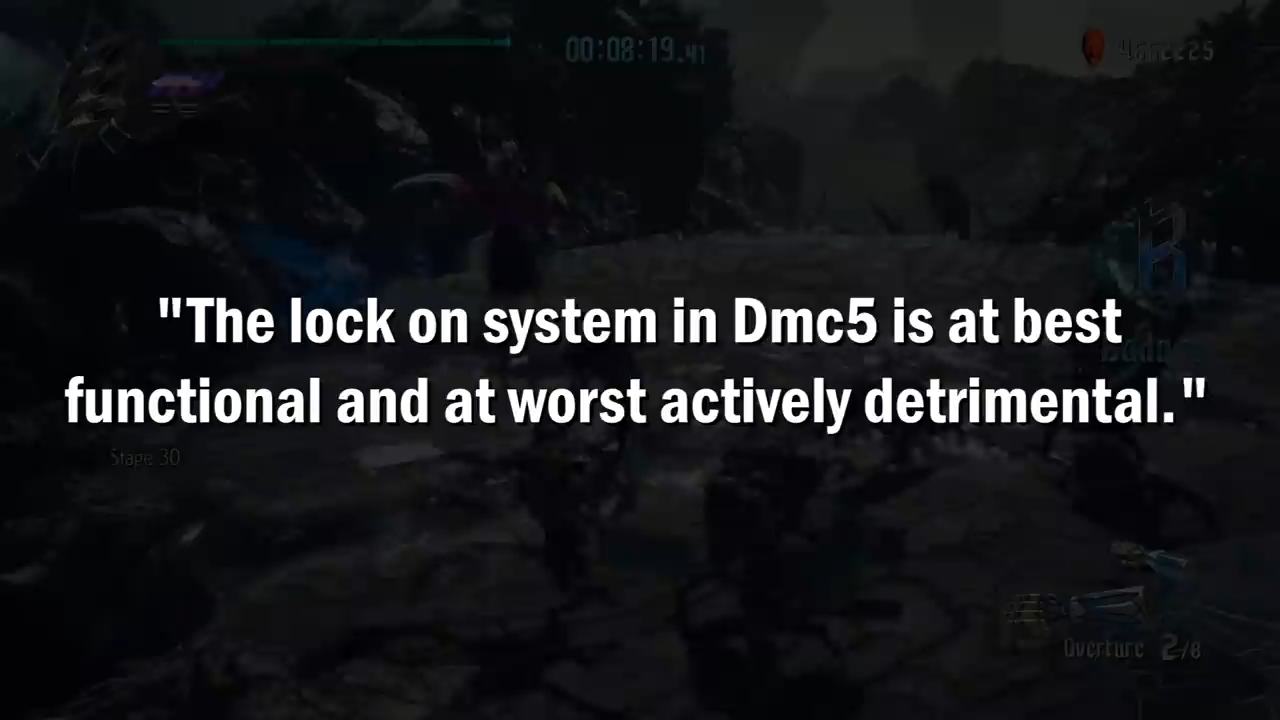 00:08:19.41
"The lock on system in Dmc5 is at best
functional and at worst actively detrimental."
Stage 30
Overture 2/8